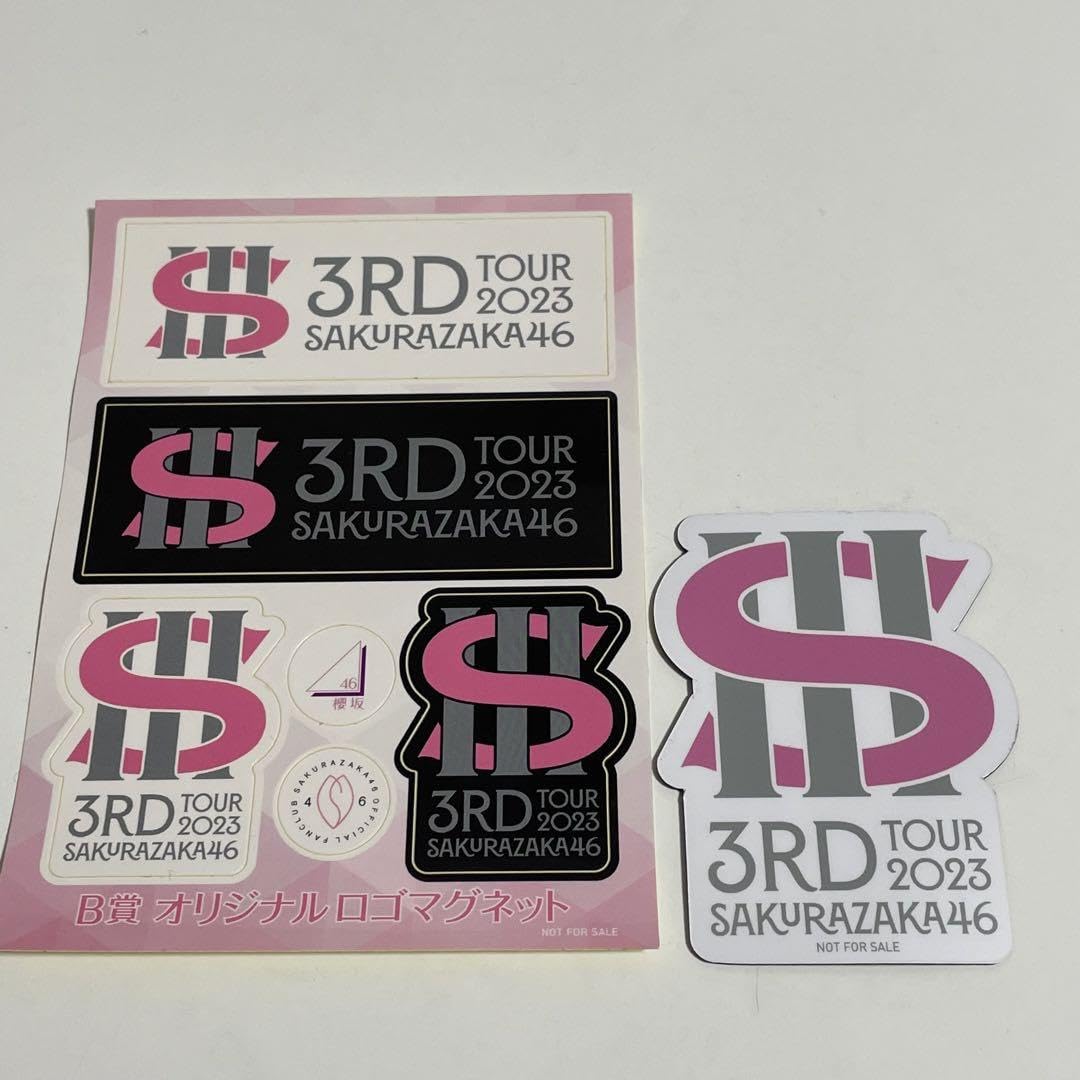 3RD TOUR
2023
SAKURAZAKA46
3RD TOUR
2023
SAKURAZAKA46
3RD TOUR
2023
SAKURAZAKA46
46
櫻坂
SAKURAZAKA46 OFFICIAL FANCLUB
4 6
3RD TOUR
2023
SAKURAZAKA46
B賞 オリジナル ロゴマグネット
NOT FOR SALE
3RD TOUR
2023
SAKURAZAKA46
NOT FOR SALE